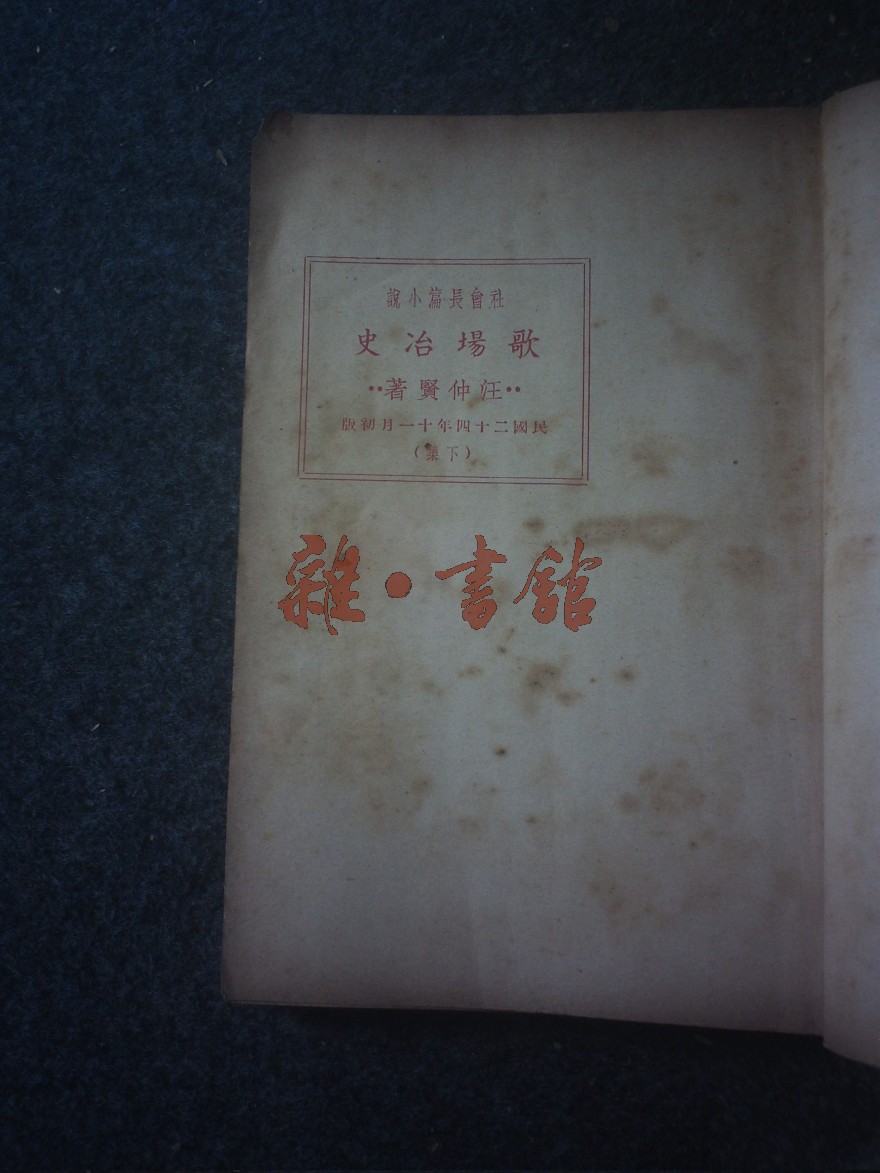 社會長篇小說
歌場冶史
••汪仲賢著••
民國二十四年十一月初版
（下集）
雜•書館